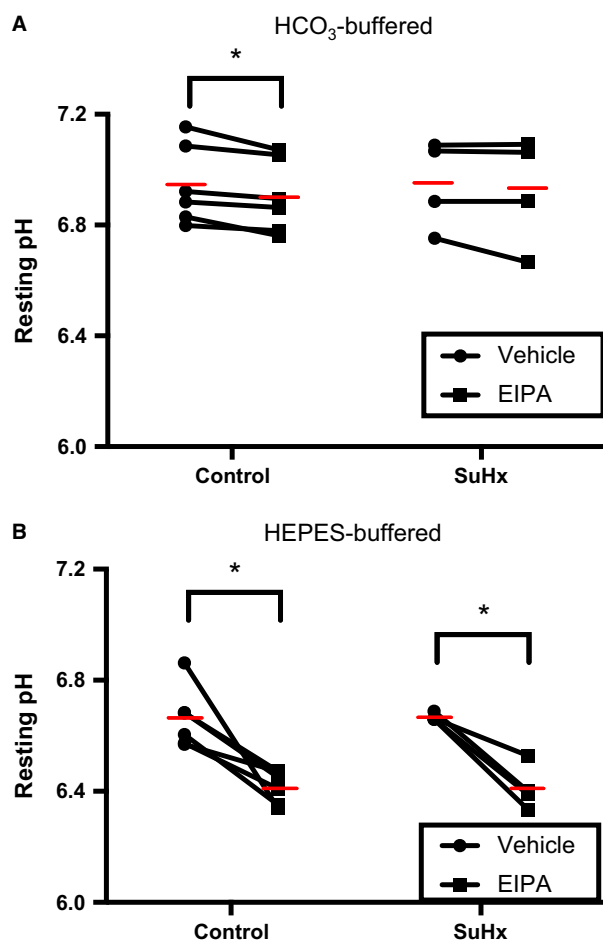 A
HCO₃-buffered
*
7.2
6.8
6.4
6.0
Resting pH
Vehicle
EIPA
Control
SuHx
B
HEPES-buffered
*
*
7.2
6.8
6.4
6.0
Resting pH
Vehicle
EIPA
Control
SuHx